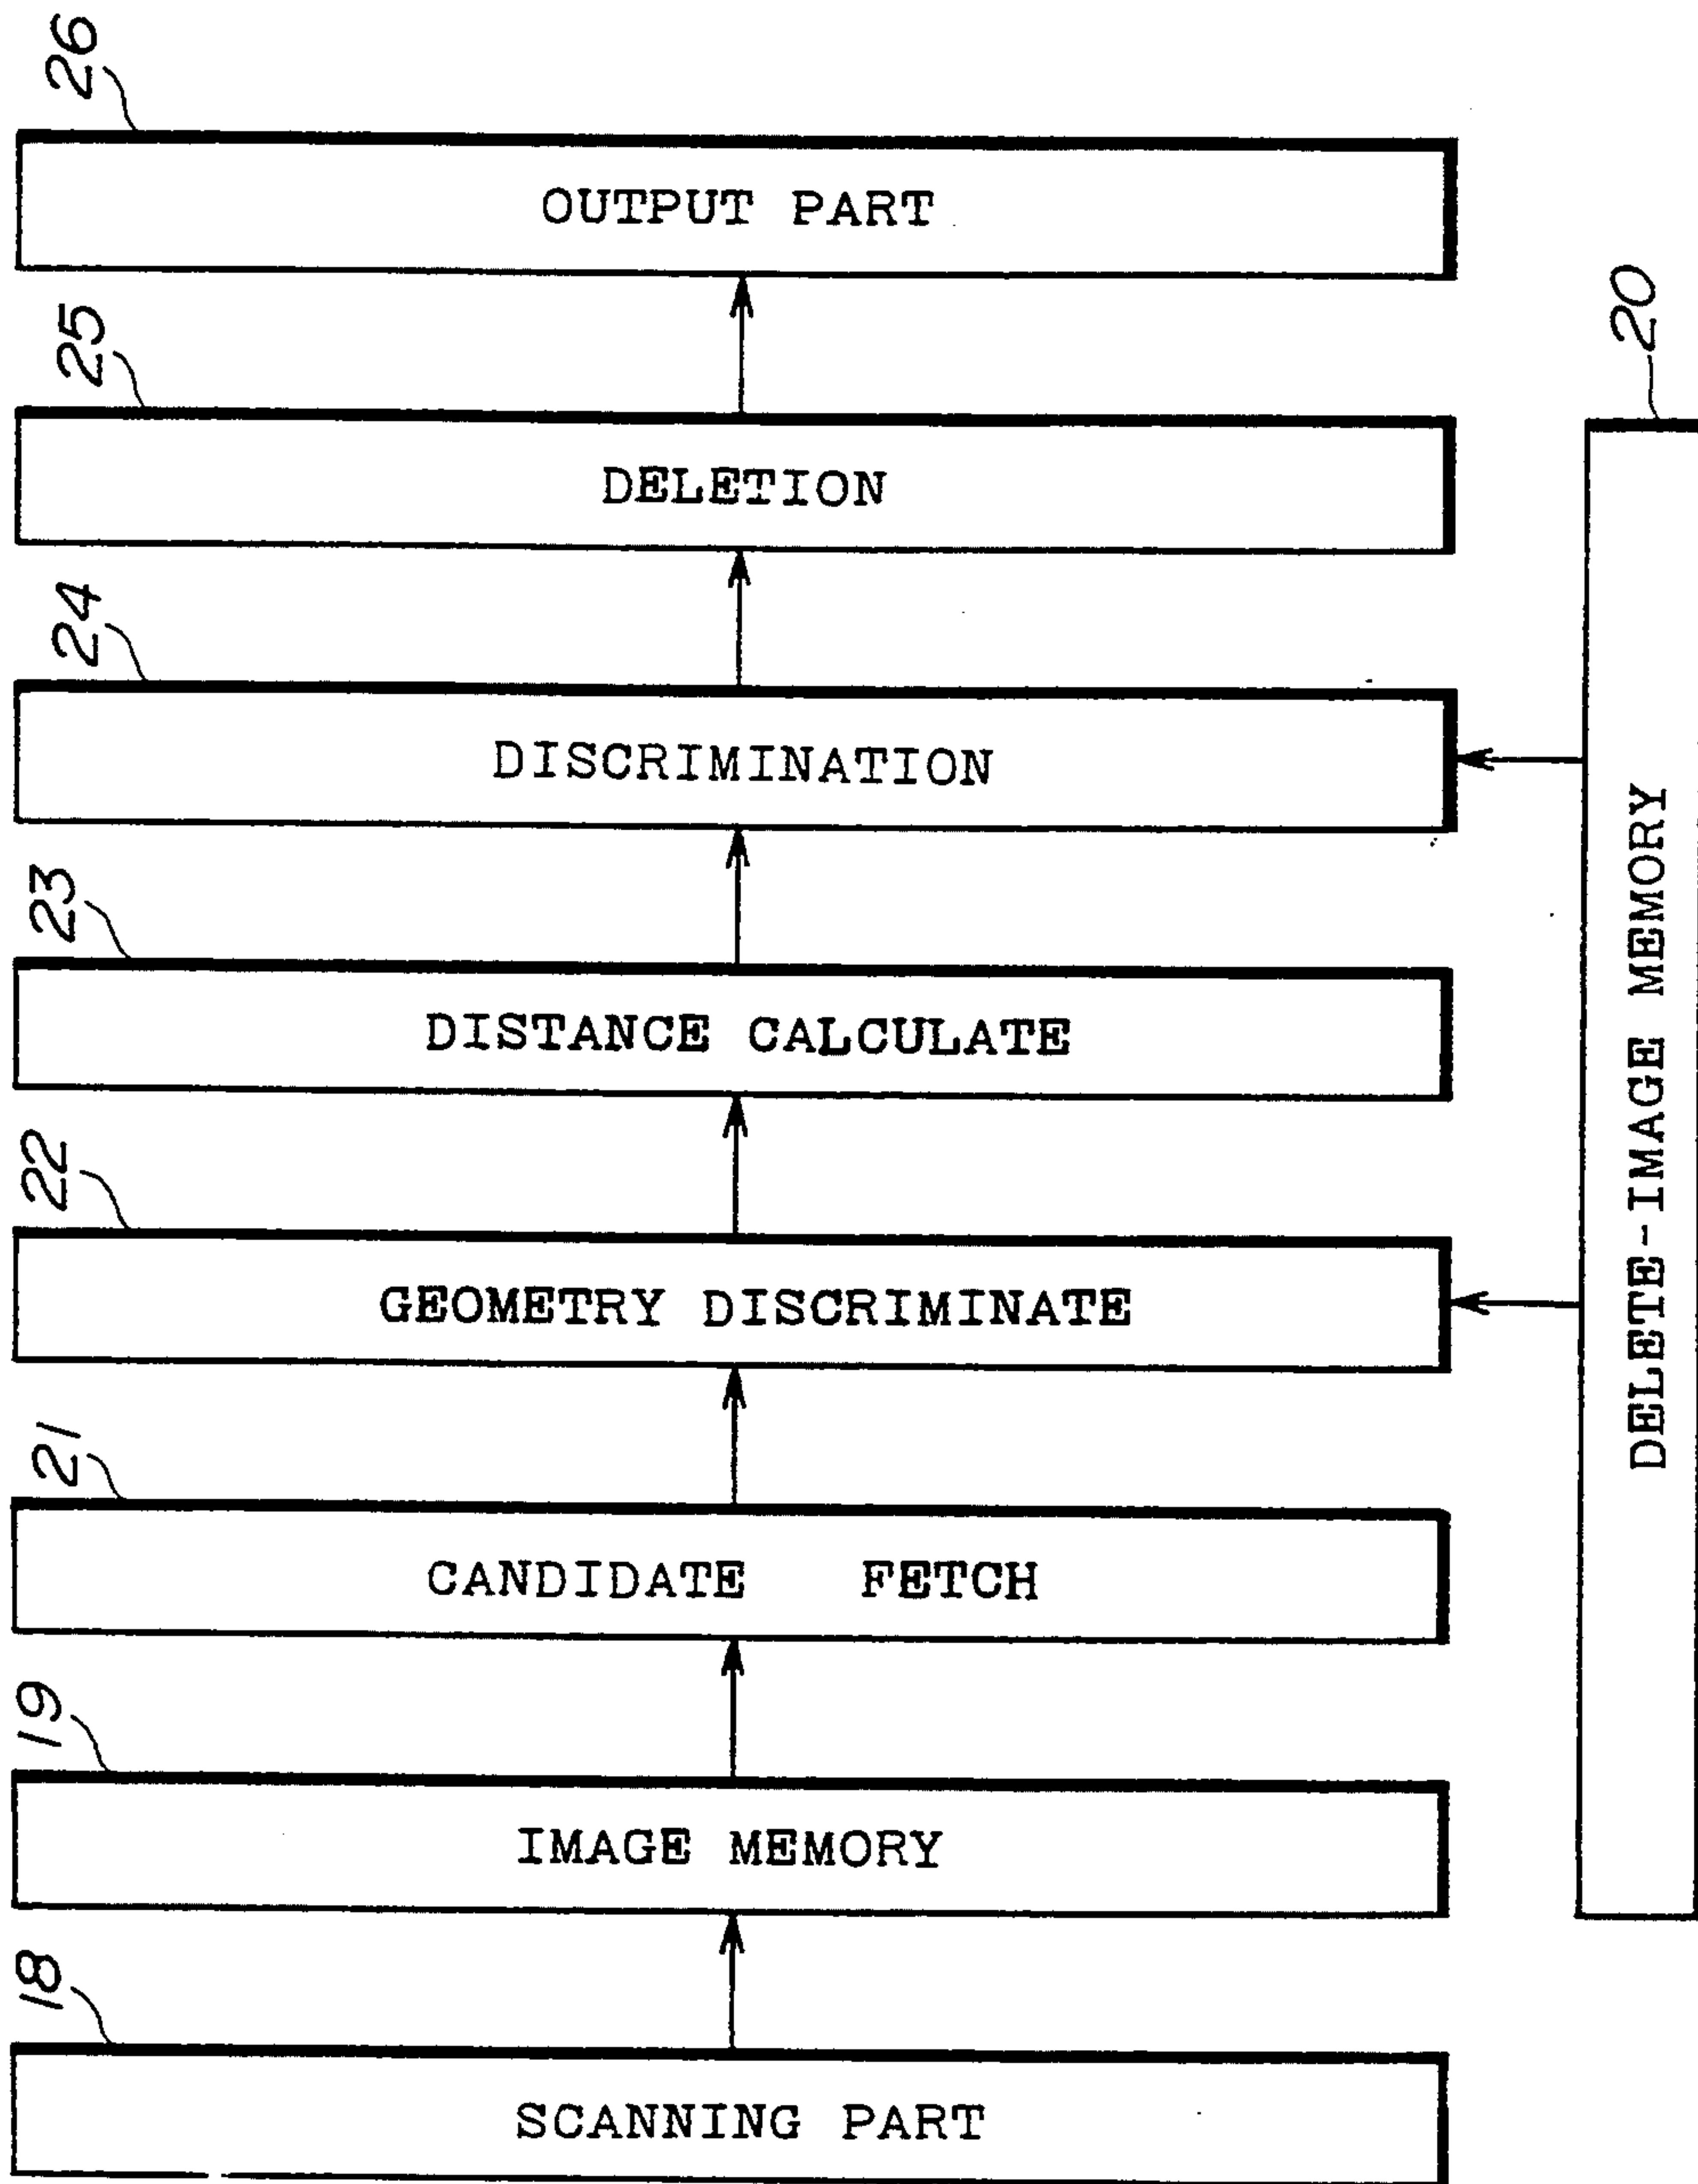 26
OUTPUT PART
25
DELETION
24
DISCRIMINATION
23
DISTANCE CALCULATE
22
GEOMETRY DISCRIMINATE
21
CANDIDATE FETCH
19
IMAGE MEMORY
18
SCANNING PART
20
DELETE-IMAGE MEMORY